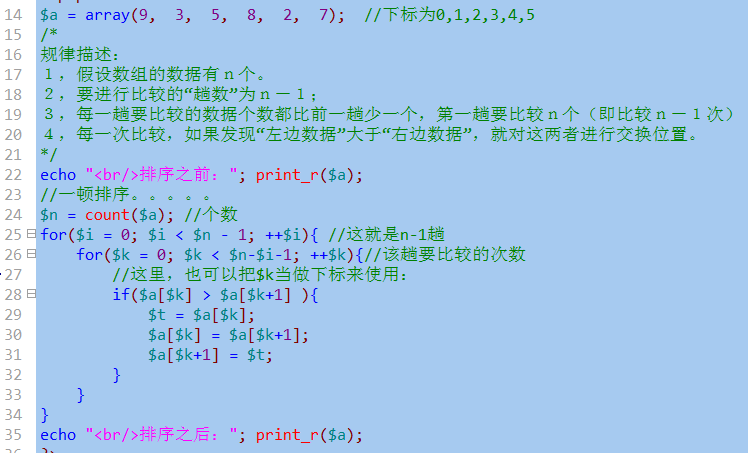 14 $a = array(9, 3, 5, 8, 2, 7); //下标为0,1,2,3,4,5
15 /*
16 规律描述：
17 １，假设数组的数据有ｎ个。
18 ２，要进行比较的“趟数”为ｎ－１；
19 ３，每一趟要比较的数据个数都比前一趟少一个，第一趟要比较ｎ个（即比较ｎ－１次）
20 ４，每一次比较，如果发现“左边数据”大于“右边数据”，就对这两者进行交换位置。
21 */
22 echo "<br/>排序之前："; print_r($a);
23 //一顿排序。。。。。
24 $n = count($a); //个数
25 for($i = 0; $i < $n - 1; ++$i){ //这就是n-1趟
26 for($k = 0; $k < $n-$i-1; ++$k){//该趟要比较的次数
27 //这里，也可以把$k当做下标来使用：
28 if($a[$k] > $a[$k+1] ){
29 $t = $a[$k];
30 $a[$k] = $a[$k+1];
31 $a[$k+1] = $t;
32 }
33 }
34 }
35 echo "<br/>排序之后："; print_r($a);